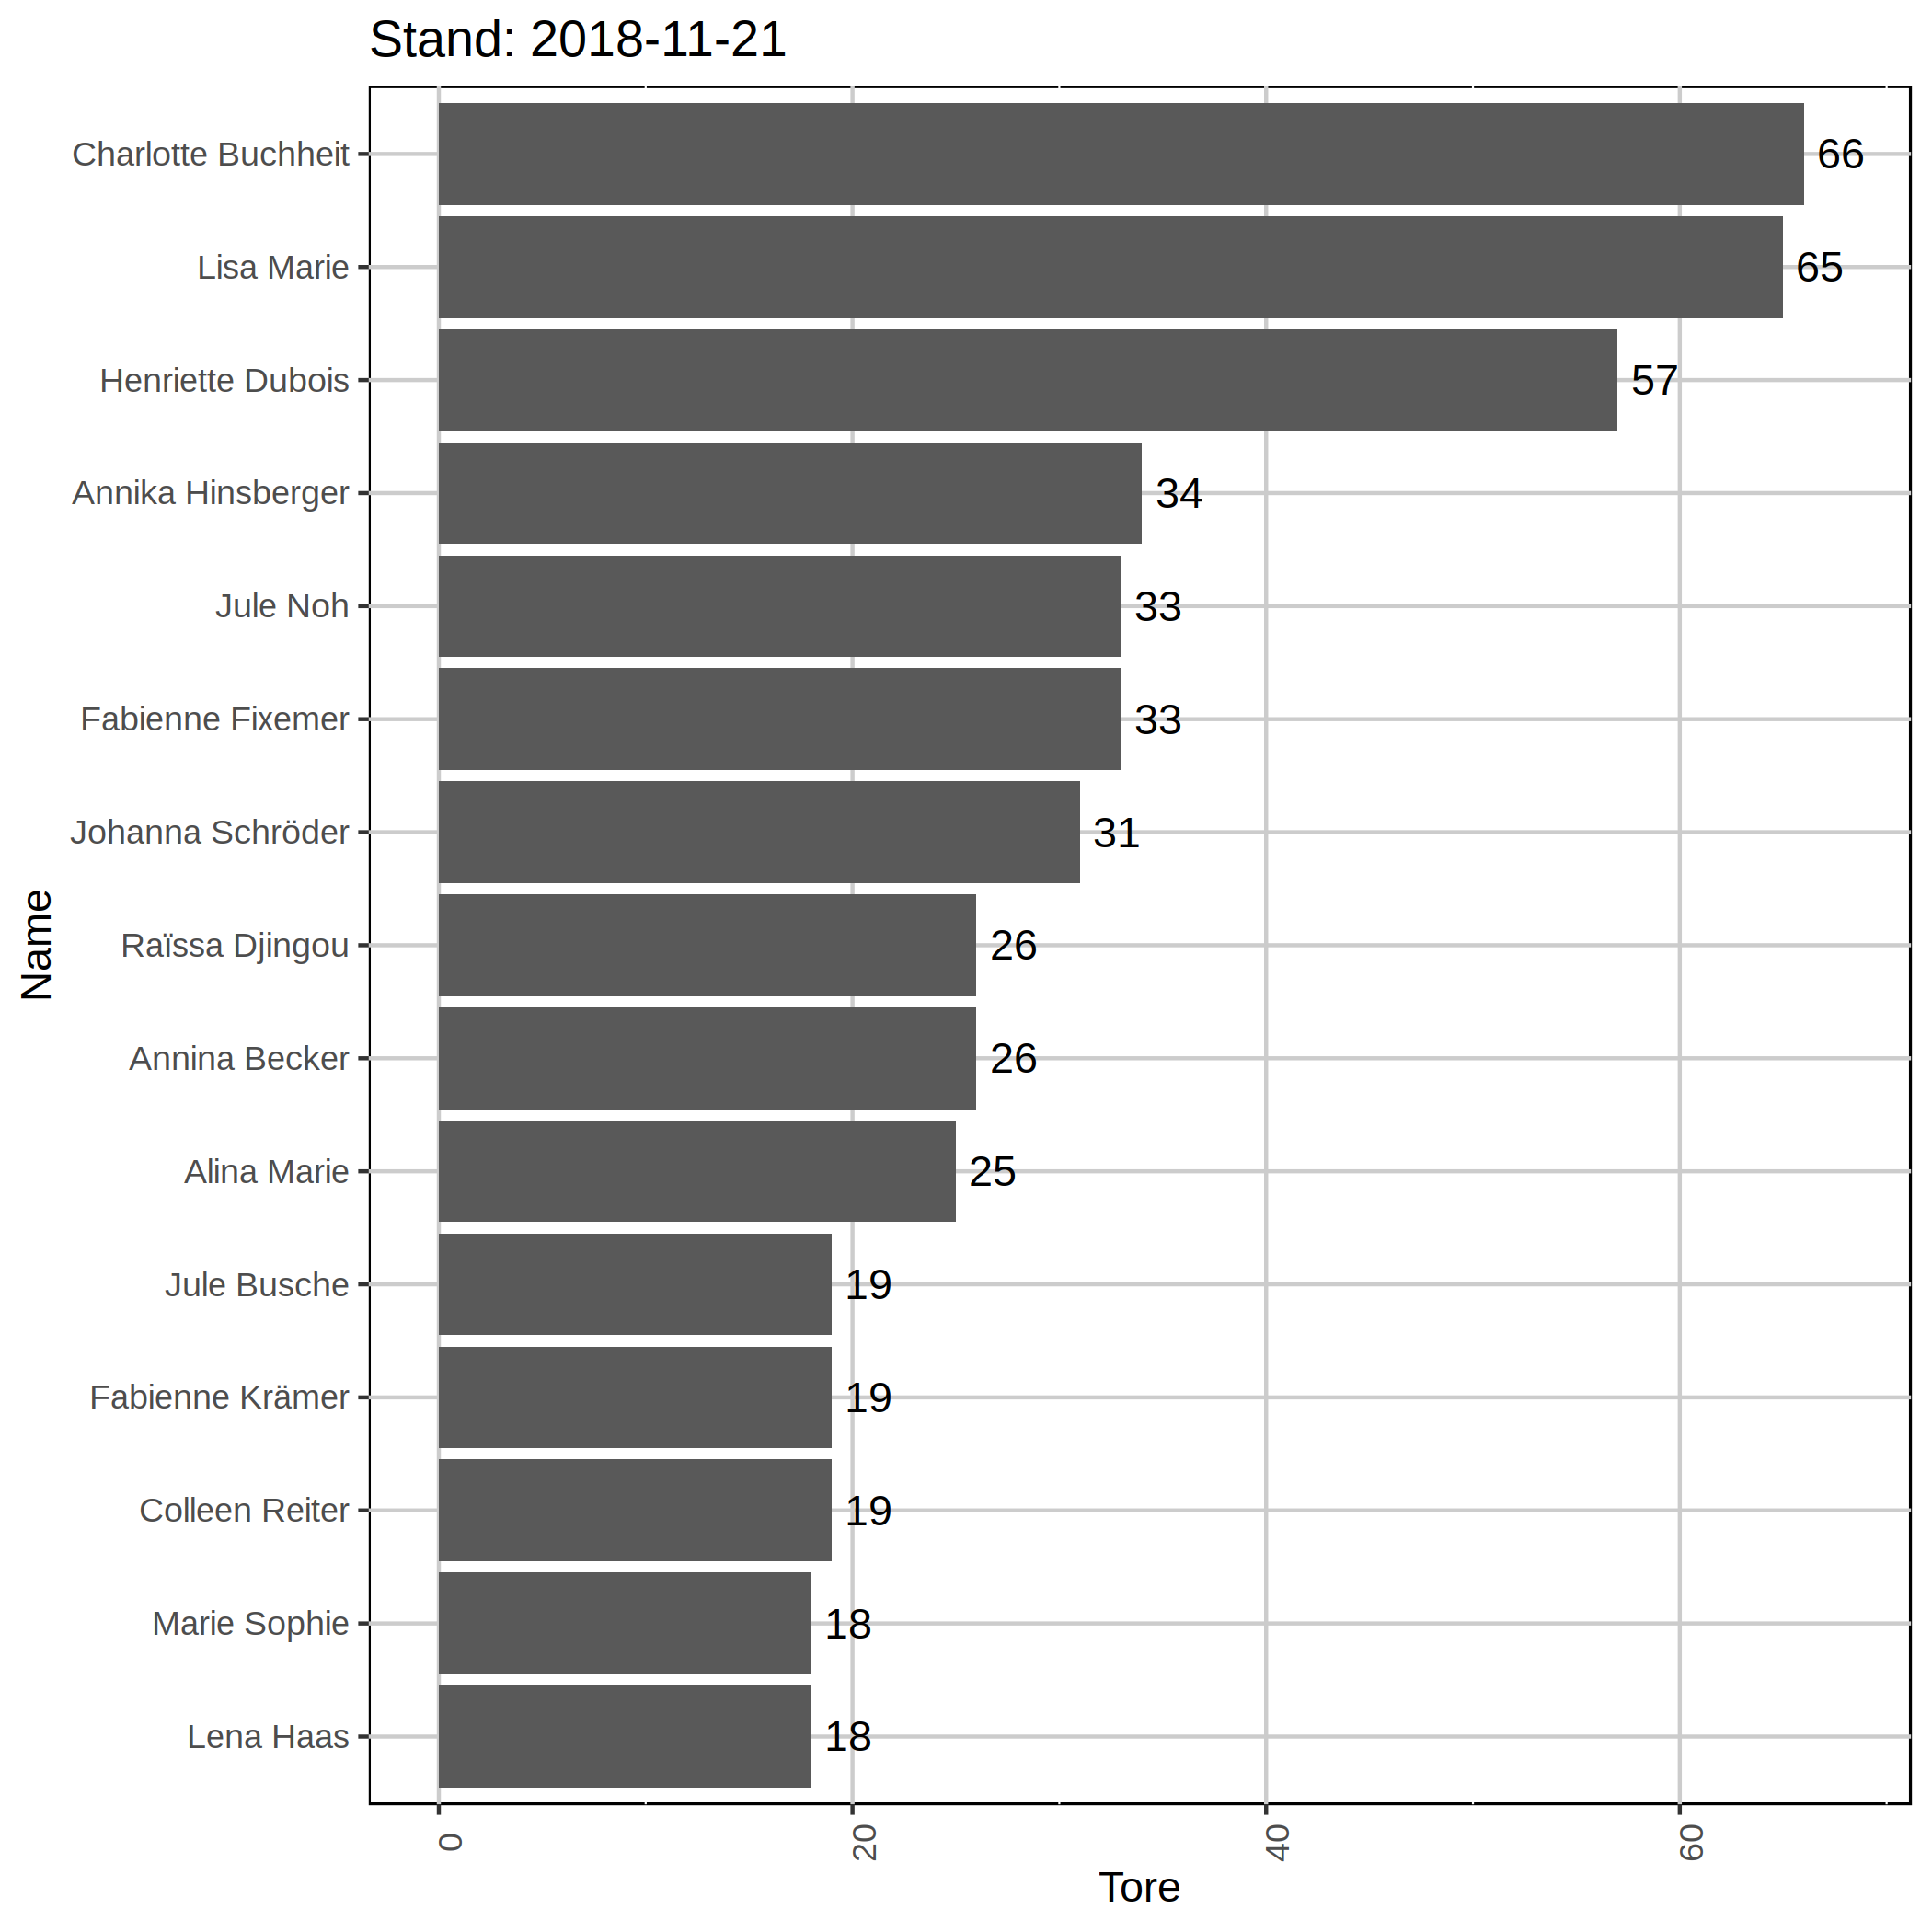 Stand: 2018-11-21
Charlotte Buchheit 66
Lisa Marie 65
Henriette Dubois 57
Annika Hinsberger 34
Jule Noh 33
Fabienne Fixemer 33
Johanna Schröder 31
Raïssa Djingou 26
Annina Becker 26
Alina Marie 25
Jule Busche 19
Fabienne Krämer 19
Colleen Reiter 19
Marie Sophie 18
Lena Haas 18
Name
0 20 40 60
Tore